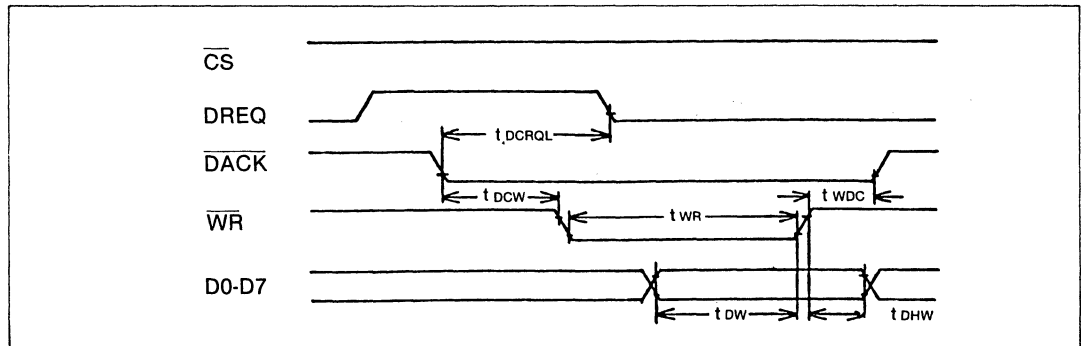 CS
DREQ
t DCRQL
DACK
t DCW
t WDC
WR
t WR
D0-D7
t DW
t DHW